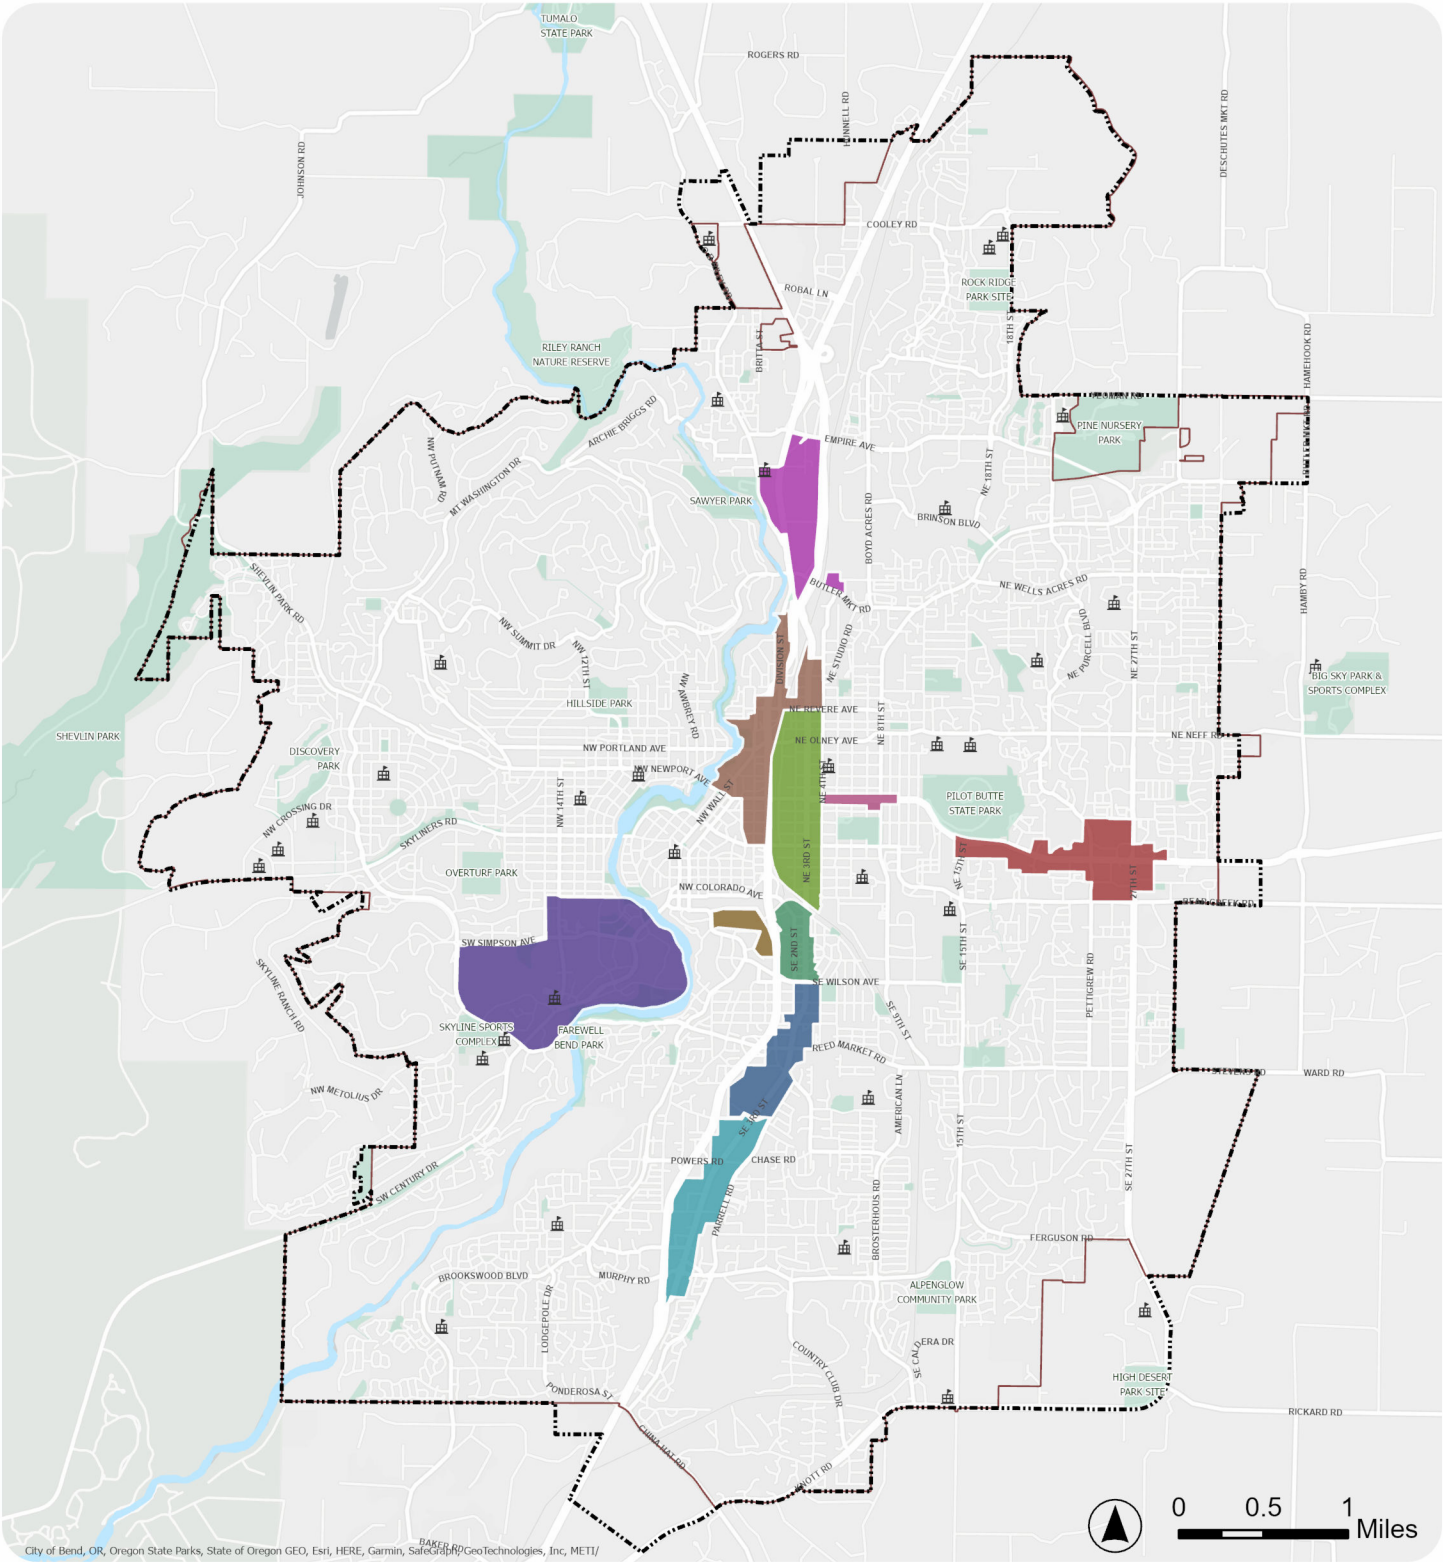 TUMALO
STATE PARK
ROGERS RD
HUNNELL RD
DESCHUTES MKT RD
JOHNSON RD
COOLEY RD
ROCK RIDGE
PARK SITE
ROBAL LN
18TH ST
BRITTA ST
RILEY RANCH
NATURE RESERVE
HAMEHOOK RD
YEOMAN RD
PINE NURSERY
PARK
ARCHIE BRIGGS RD
EMPIRE AVE
NW PUTNAM RD
MT WASHINGTON DR
NE 18TH ST
SAWYER PARK
BRINSON BLVD
BOYD ACRES RD
SHEVLIN PARK RD
BUTLER MKT RD
NE WELLS ACRES RD
HAMBY RD
NW SUMMIT DR
NW 12TH ST
DIVISION ST
NE STUDIO RD
NE PURCELL BLVD
NE 27TH ST
BIG SKY PARK &
SPORTS COMPLEX
NW
AWBREY RD
HILLSIDE PARK
NE REVERE AVE
NE 8TH ST
SHEVLIN PARK
DISCOVERY
PARK
NW PORTLAND AVE
NE OLNEY AVE
NE NEFF RD
NW NEWPORT AVE
NE 4TH ST
NW WALL ST
NW 14TH ST
PILOT BUTTE
STATE PARK
NW CROSSING DR
SKYLINERS RD
NE 3RD ST
NE 15TH ST
OVERTURF PARK
27TH ST
NW COLORADO AVE
BEAR CREEK RD
SW SIMPSON AVE
SE 2ND ST
SE 15TH ST
SKYLINE RANCH RD
SE WILSON AVE
PETTIGREW RD
SKYLINE SPORTS
COMPLEX
FAREWELL
BEND PARK
SE 9TH ST
REED MARKET RD
STEVENS RD
WARD RD
NW METOLIUS DR
AMERICAN LN
SE 3RD ST
15TH ST
POWERS RD
CHASE RD
SE 27TH ST
SW CENTURY DR
PARRELL RD
BROSTERHOUS RD
FERGUSON RD
BROOKSWOOD BLVD
MURPHY RD
ALPENGLOW
COMMUNITY PARK
LODGEPOLE DR
COUNTRY CLUB DR
SE CALD
ERA DR
HIGH DESERT
PARK SITE
PONDEROSA ST
RICKARD RD
CHINA HAT RD
KNOTT RD
0 0.5 1
Miles
BAKER RD
City of Bend, OR, Oregon State Parks, State of Oregon GEO, Esri, HERE, Garmin, SafeGraph, GeoTechnologies, Inc, METI/